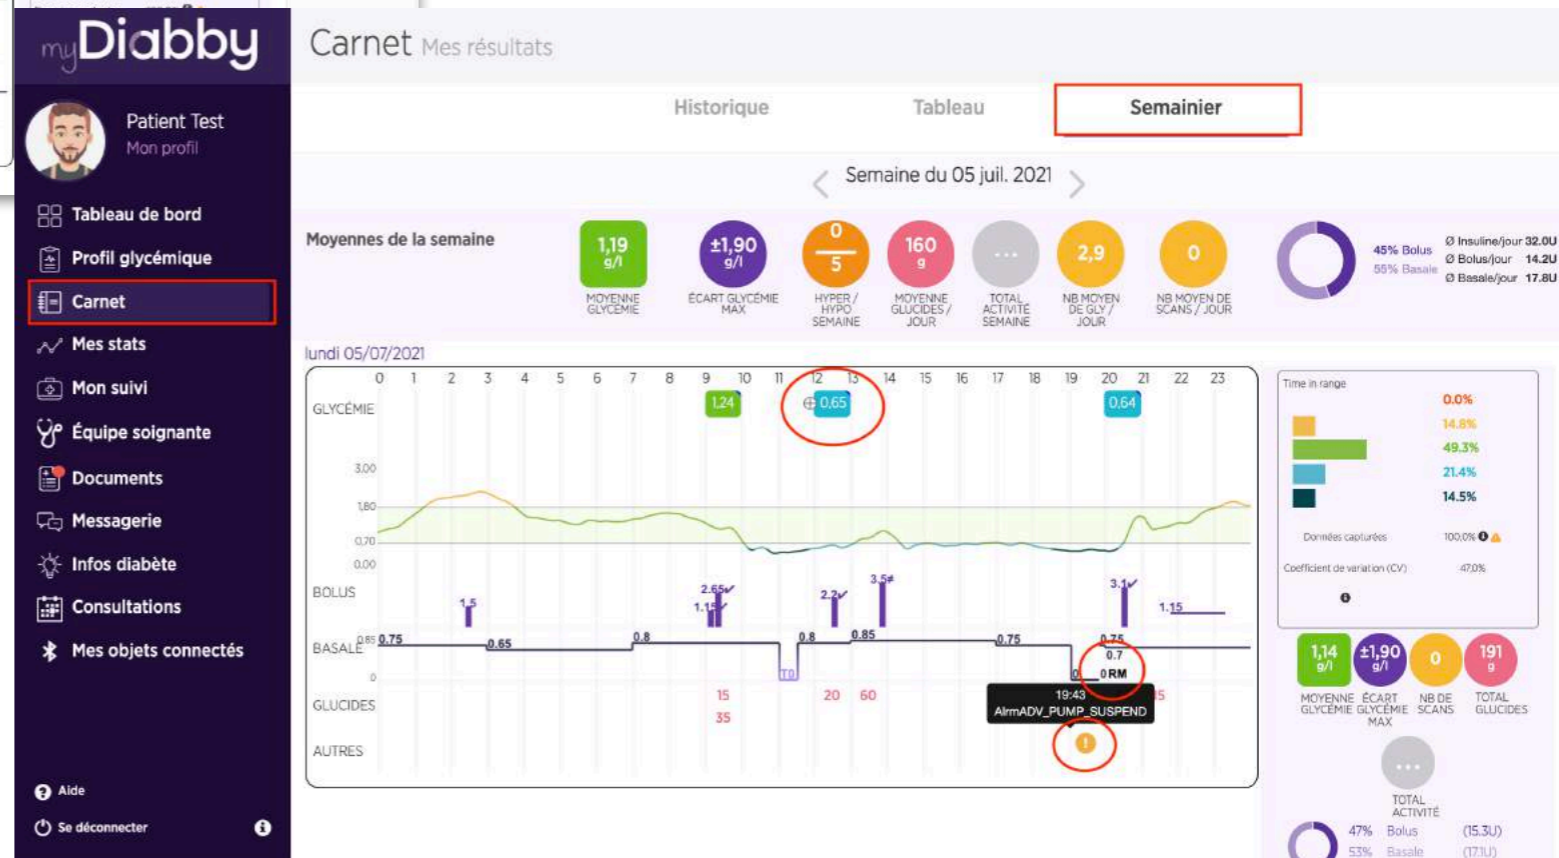 myDiabby
Patient Test
Mon profil
Tableau de bord
Profil glycémique
Carnet
Mes stats
Mon suivi
Équipe soignante
Documents
Messagerie
Infos diabète
Consultations
Mes objets connectés
Aide
Se déconnecter
Carnet Mes résultats
Historique Tableau Semainier
Semaine du 05 juil. 2021
Moyennes de la semaine
1,19 g/l
MOYENNE GLYCÉMIE
±1,90 g/l
ÉCART GLYCÉMIE MAX
0
5
HYPER / HYPO SEMAINE
160 g
MOYENNE GLUCIDES / JOUR
...
TOTAL ACTIVITÉ SEMAINE
2,9
NB MOYEN DE GLY / JOUR
0
NB MOYEN DE SCANS / JOUR
45% Bolus
55% Basale
Ø Insuline/jour 32.0U
Ø Bolus/jour 14.2U
Ø Basale/jour 17.8U
lundi 05/07/2021
0 1 2 3 4 5 6 7 8 9 10 11 12 13 14 15 16 17 18 19 20 21 22 23
GLYCÉMIE 1,24 0,65 0,64
3.00
1.80
0.70
0.00
BOLUS 1.5 1.15 2.65✓ 2.2✓ 3.5≠ 3.1✓ 1.15
BASALE 0.85 0.75 0.65 0.8 T0 0.8 0.85 0.75 0 0.75
0.7
0 0 RM
GLUCIDES 15 20 60
35
19:43
AlrmADV_PUMP_SUSPEND
AUTRES !
Time in range
0.0%
14.8%
49.3%
21.4%
14.5%
Données capturées 100,0%
Coefficient de variation (CV) 47,0%
1,14 g/l
MOYENNE GLYCÉMIE
±1,90 g/l
ÉCART GLYCÉMIE MAX
0
NB DE SCANS
191 g
TOTAL GLUCIDES
...
TOTAL ACTIVITÉ
47% Bolus (15.3U)
53% Basale (17.1U)